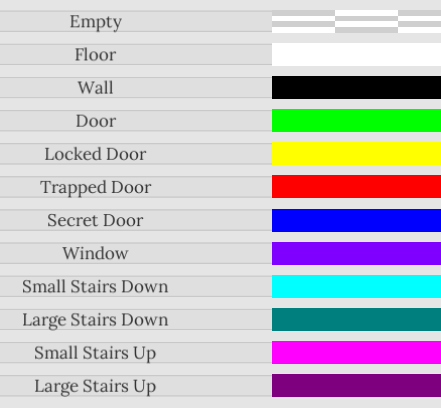 Empty
Floor
Wall
Door
Locked Door
Trapped Door
Secret Door
Window
Small Stairs Down
Large Stairs Down
Small Stairs Up
Large Stairs Up